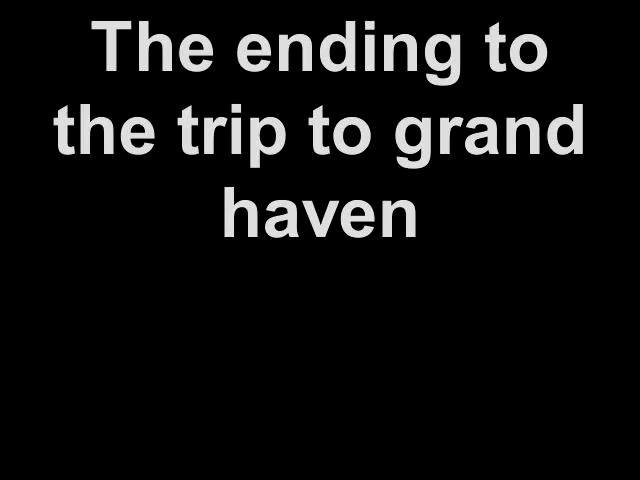 The ending to
the trip to grand
haven